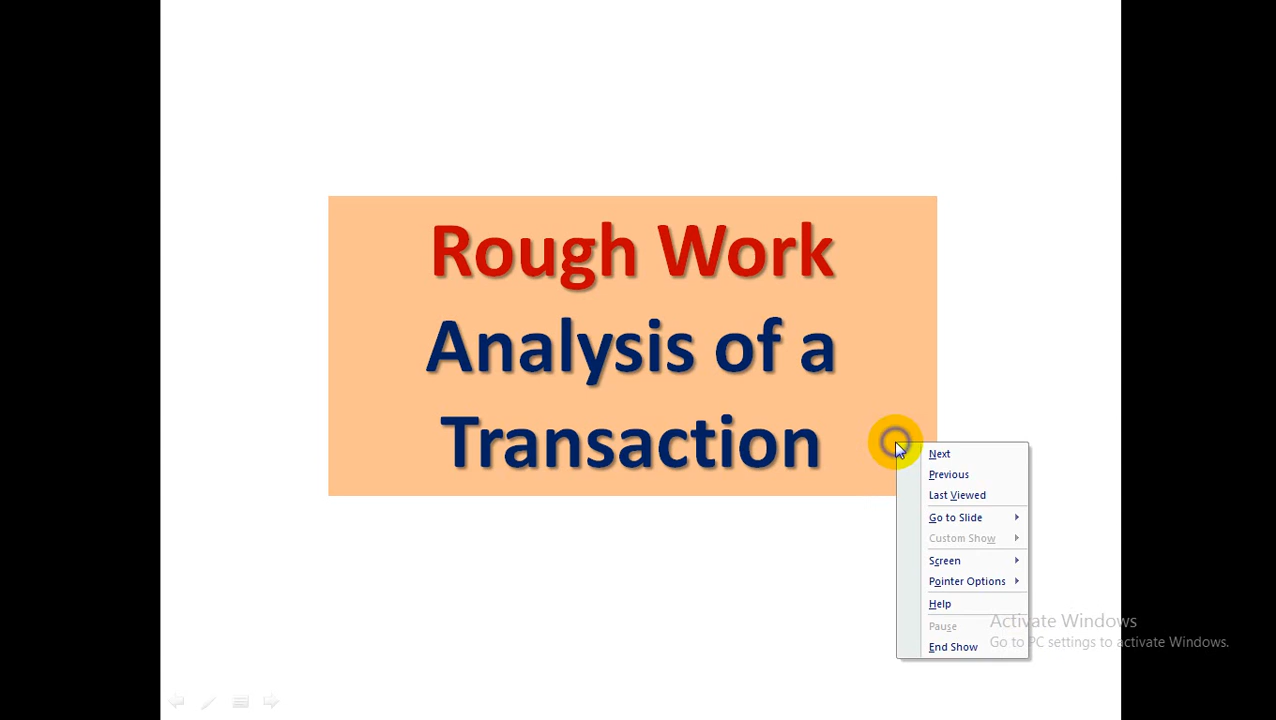 Rough Work
Analysis of a
Transaction
Next
Previous
Last Viewed
Go to Slide
Custom Show
Screen
Pointer Options
Help
Pause
End Show
Activate Windows
Go to PC settings to activate Windows.